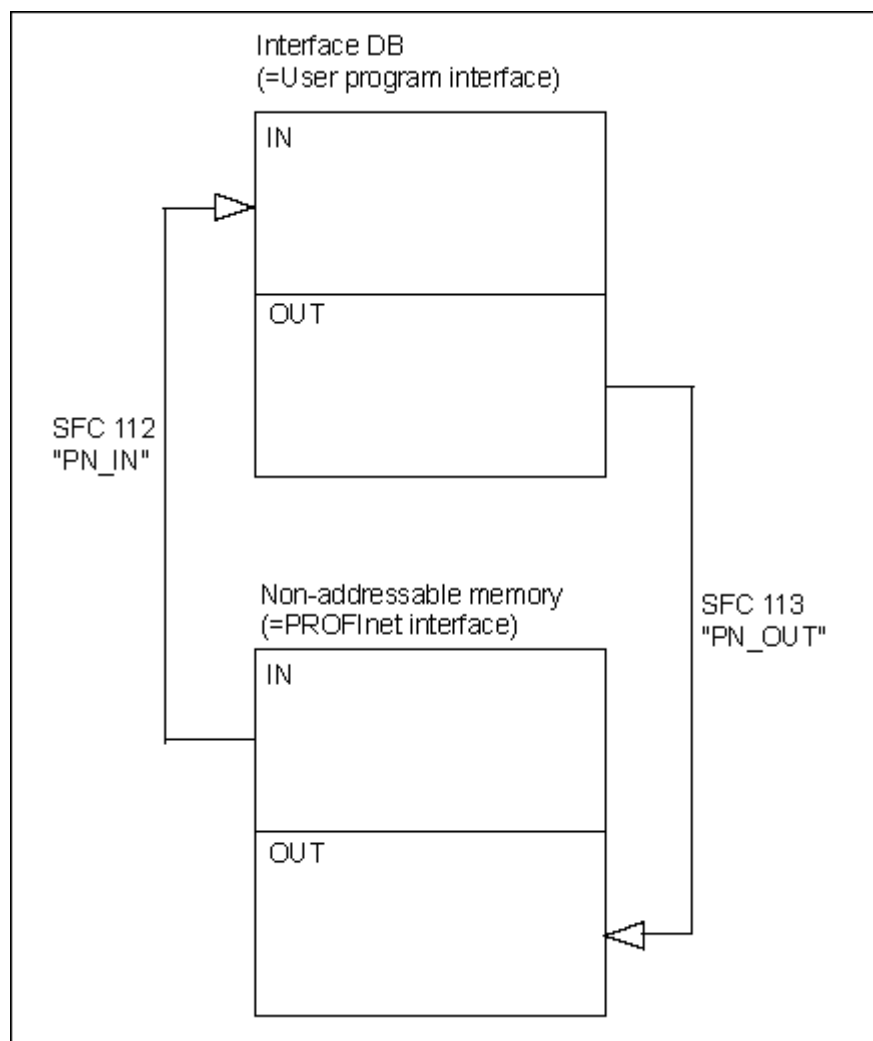 Interface DB
(=User program interface)
IN
OUT
SFC 112
"PN_IN"
Non-addressable memory
(=PROFInet interface)
SFC 113
"PN_OUT"
IN
OUT